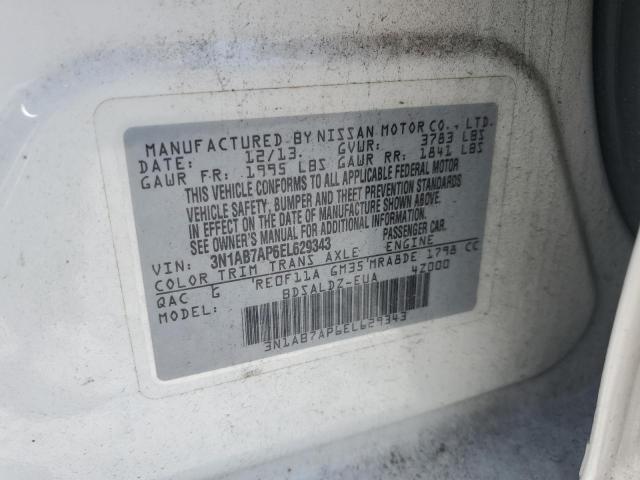 MANUFACTURED BY NISSAN MOTOR CO., LTD.
DATE: 12/13. GVWR: 3783 LBS
GAWR FR: 1995 LBS GAWR RR: 1841 LBS
THIS VEHICLE CONFORMS TO ALL APPLICABLE FEDERAL MOTOR
VEHICLE SAFETY, BUMPER AND THEFT PREVENTION STANDARDS
IN EFFECT ON THE DATE OF MANUFACTURE SHOWN ABOVE.
SEE OWNER'S MANUAL FOR ADDITIONAL INFORMATION.
VIN: 3N1AB7AP6EL629343 PASSENGER CAR.
COLOR TRIM TRANS AXLE ENGINE
QAC G RE0F11A GM35 MRA8DE 1798 CC
MODEL: BDSALDZ-EUA 4Z000
3N1AB7AP6EL629343